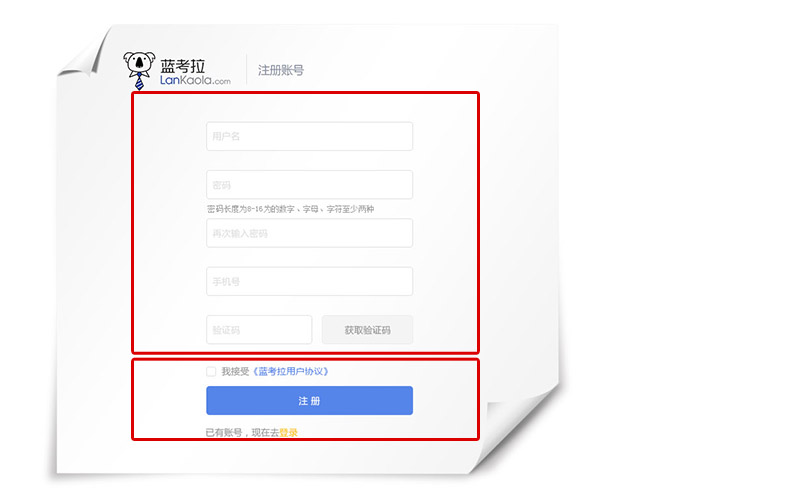 蓝考拉
LanKaola.com
注册账号
用户名
密码
密码长度为8-16为的数字、字母、字符至少两种
再次输入密码
手机号
验证码 获取验证码
我接受《蓝考拉用户协议》
注 册
已有账号，现在去登录